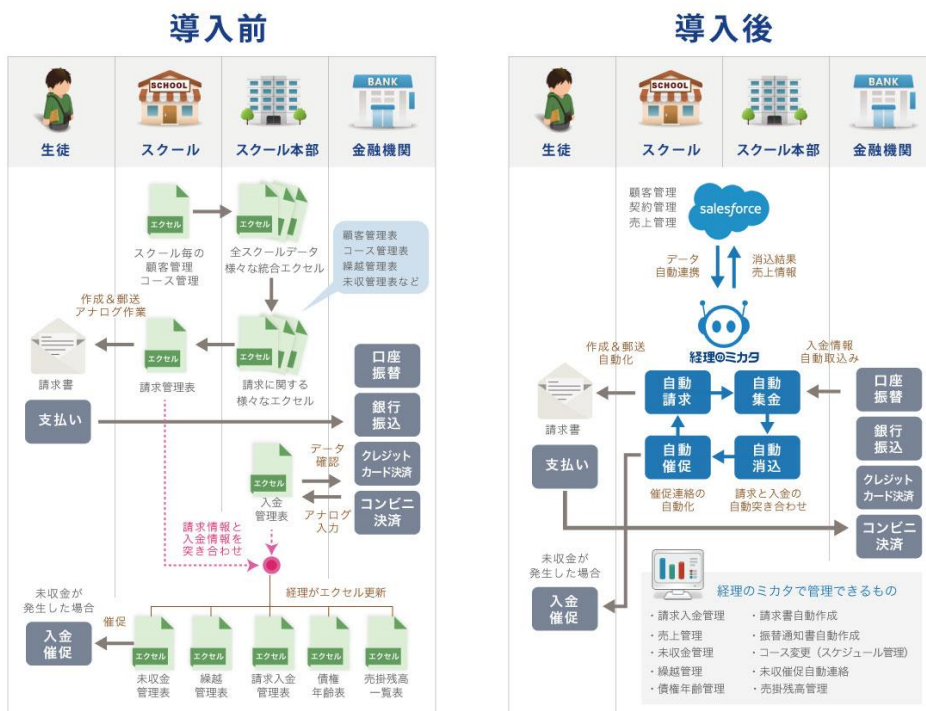 導入前
SCHOOL
BANK
生徒
スクール
スクール本部
金融機関
エクセル
エクセル
スクール毎の
顧客管理
コース管理
全スクールデータ
様々な統合エクセル
顧客管理表
コース管理表
繰越管理表
未収管理表など
作成&郵送
アナログ作業
請求書
エクセル
請求管理表
エクセル
請求に関する
様々なエクセル
口座
振替
支払い
銀行
振込
データ
確認
クレジット
カード決済
エクセル
入金
管理表
アナログ
入力
コンビニ
決済
請求情報と
入金情報を
突き合わせ
経理がエクセル更新
未収金が
発生した場合
催促
入金
催促
エクセル
エクセル
エクセル
エクセル
エクセル
未収金
管理表
繰越
管理表
請求入金
管理表
債権
年齢表
売掛残高
一覧表
導入後
SCHOOL
BANK
生徒
スクール
スクール本部
金融機関
顧客管理
契約管理
売上管理
salesforce
データ
自動連携
消込結果
売上情報
経理のミカタ
作成&郵送
自動化
入金情報
自動取込み
請求書
自動
請求
自動
集金
口座
振替
銀行
振込
支払い
自動
催促
自動
消込
クレジット
カード決済
催促連絡の
自動化
請求と入金の
自動突き合わせ
コンビニ
決済
未収金が
発生した場合
入金
催促
経理のミカタで管理できるもの
・請求入金管理
・売上管理
・未収金管理
・繰越管理
・債権年齢管理
・請求書自動作成
・振替通知書自動作成
・コース変更(スケジュール管理)
・未収催促自動連絡
・売掛残高管理